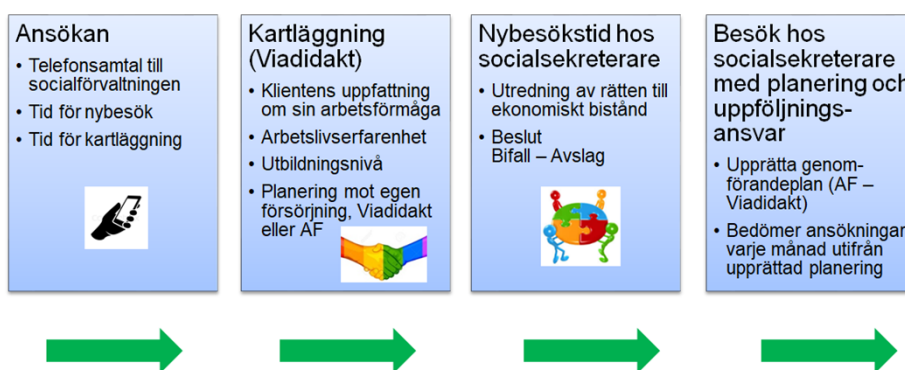 Ansökan
• Telefonsamtal till
socialförvaltningen
• Tid för nybesök
• Tid för kartläggning
Kartläggning
(Viadidakt)
• Klientens uppfattning
om sin arbetsförmåga
• Arbetslivserfarenhet
• Utbildningsnivå
• Planering mot egen
försörjning, Viadidakt
eller AF
Nybesökstid hos
socialsekreterare
• Utredning av rätten till
ekonomiskt bistånd
• Beslut
Bifall – Avslag
Besök hos
socialsekreterare
med planering och
uppföljnings-
ansvar
• Upprätta genom-
förandeplan (AF –
Viadidakt)
• Bedömer ansökningar
varje månad utifrån
upprättad planering